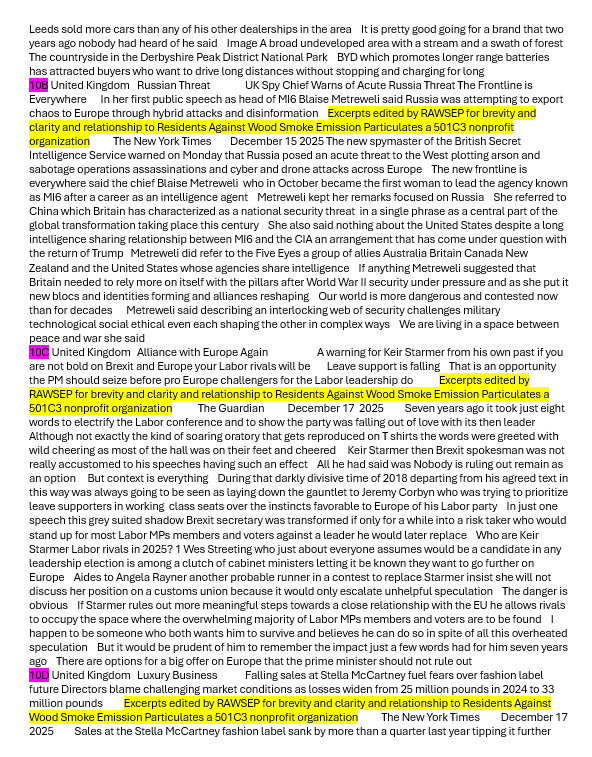 Leeds sold more cars than any of his other dealerships in the area It is pretty good going for a brand that two
years ago nobody had heard of he said Image A broad undeveloped area with a stream and a swath of forest
The countryside in the Derbyshire Peak District National Park BYD which promotes longer range batteries
has attracted buyers who want to drive long distances without stopping and charging for long
10B United Kingdom Russian Threat UK Spy Chief Warns of Acute Russia Threat The Frontline is
Everywhere In her first public speech as head of MI6 Blaise Metreweli said Russia was attempting to export
chaos to Europe through hybrid attacks and disinformation Excerpts edited by RAWSEP for brevity and
clarity and relationship to Residents Against Wood Smoke Emission Particulates a 501C3 nonprofit
organization The New York Times December 15 2025 The new spymaster of the British Secret
Intelligence Service warned on Monday that Russia posed an acute threat to the West plotting arson and
sabotage operations assassinations and cyber and drone attacks across Europe The new frontline is
everywhere said the chief Blaise Metreweli who in October became the first woman to lead the agency known
as MI6 after a career as an intelligence agent Metreweli kept her remarks focused on Russia She referred to
China which Britain has characterized as a national security threat in a single phrase as a central part of the
global transformation taking place this century She also said nothing about the United States despite a long
intelligence sharing relationship between MI6 and the CIA an arrangement that has come under question with
the return of Trump Metreweli did refer to the Five Eyes a group of allies Australia Britain Canada New
Zealand and the United States whose agencies share intelligence If anything Metreweli suggested that
Britain needed to rely more on itself with the pillars after World War II security under pressure and as she put it
new blocs and identities forming and alliances reshaping Our world is more dangerous and contested now
than for decades Metreweli said describing an interlocking web of security challenges military
technological social ethical even each shaping the other in complex ways We are living in a space between
peace and war she said
10C United Kingdom Alliance with Europe Again A warning for Keir Starmer from his own past if you
are not bold on Brexit and Europe your Labor rivals will be Leave support is falling That is an opportunity
the PM should seize before pro Europe challengers for the Labor leadership do Excerpts edited by
RAWSEP for brevity and clarity and relationship to Residents Against Wood Smoke Emission Particulates a
501C3 nonprofit organization The Guardian December 17 2025 Seven years ago it took just eight
words to electrify the Labor conference and to show the party was falling out of love with its then leader
Although not exactly the kind of soaring oratory that gets reproduced on T shirts the words were greeted with
wild cheering as most of the hall was on their feet and cheered Keir Starmer then Brexit spokesman was not
really accustomed to his speeches having such an effect All he had said was Nobody is ruling out remain as
an option But context is everything During that darkly divisive time of 2018 departing from his agreed text in
this way was always going to be seen as laying down the gauntlet to Jeremy Corbyn who was trying to prioritize
leave supporters in working class seats over the instincts favorable to Europe of his Labor party In just one
speech this grey suited shadow Brexit secretary was transformed if only for a while into a risk taker who would
stand up for most Labor MPs members and voters against a leader he would later replace Who are Keir
Starmer Labor rivals in 2025? 1 Wes Streeting who just about everyone assumes would be a candidate in any
leadership election is among a clutch of cabinet ministers letting it be known they want to go further on
Europe Aides to Angela Rayner another probable runner in a contest to replace Starmer insist she will not
discuss her position on a customs union because it would only escalate unhelpful speculation The danger is
obvious If Starmer rules out more meaningful steps towards a close relationship with the EU he allows rivals
to occupy the space where the overwhelming majority of Labor MPs members and voters are to be found I
happen to be someone who both wants him to survive and believes he can do so in spite of all this overheated
speculation But it would be prudent of him to remember the impact just a few words had for him seven years
ago There are options for a big offer on Europe that the prime minister should not rule out
10D United Kingdom Luxury Business Falling sales at Stella McCartney fuel fears over fashion label
future Directors blame challenging market conditions as losses widen from 25 million pounds in 2024 to 33
million pounds Excerpts edited by RAWSEP for brevity and clarity and relationship to Residents Against
Wood Smoke Emission Particulates a 501C3 nonprofit organization The New York Times December 17
2025 Sales at the Stella McCartney fashion label sank by more than a quarter last year tipping it further